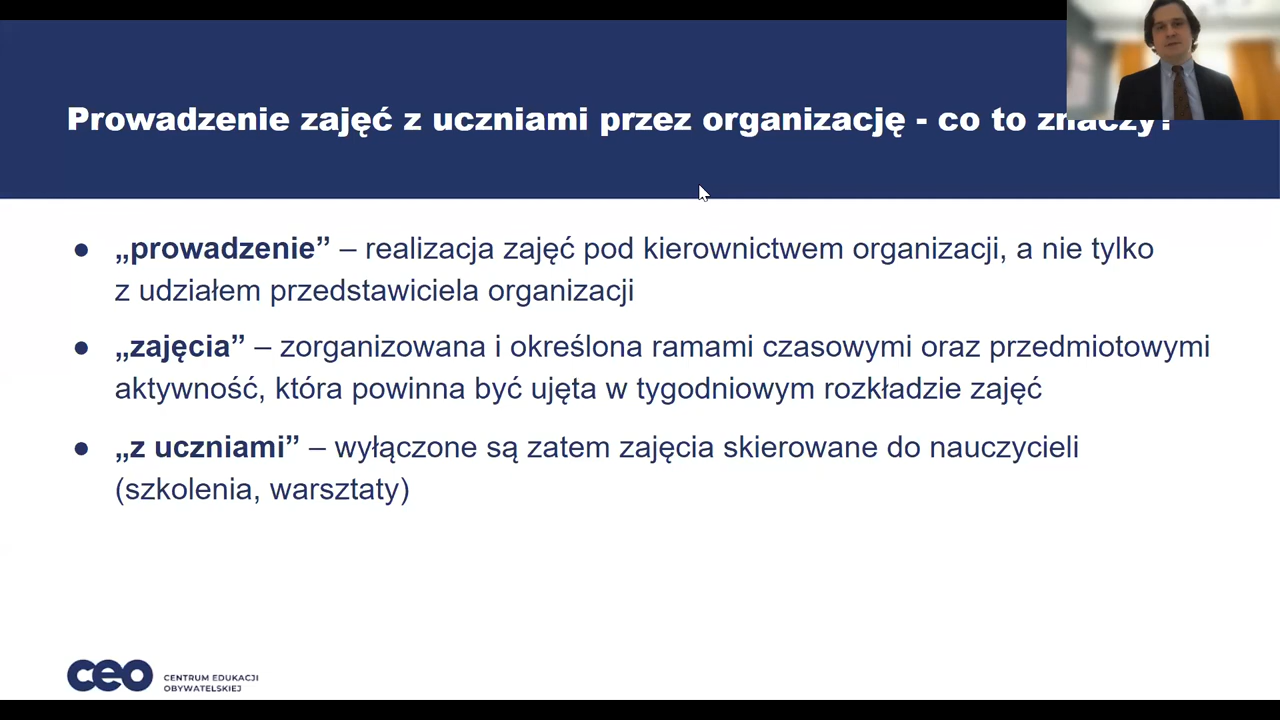 Prowadzenie zajęć z uczniami przez organizację - co to znaczy?
● „prowadzenie” – realizacja zajęć pod kierownictwem organizacji, a nie tylko
z udziałem przedstawiciela organizacji
● „zajęcia” – zorganizowana i określona ramami czasowymi oraz przedmiotowymi
aktywność, która powinna być ujęta w tygodniowym rozkładzie zajęć
● „z uczniami” – wyłączone są zatem zajęcia skierowane do nauczycieli
(szkolenia, warsztaty)
ceo CENTRUM EDUKACJI
OBYWATELSKIEJ